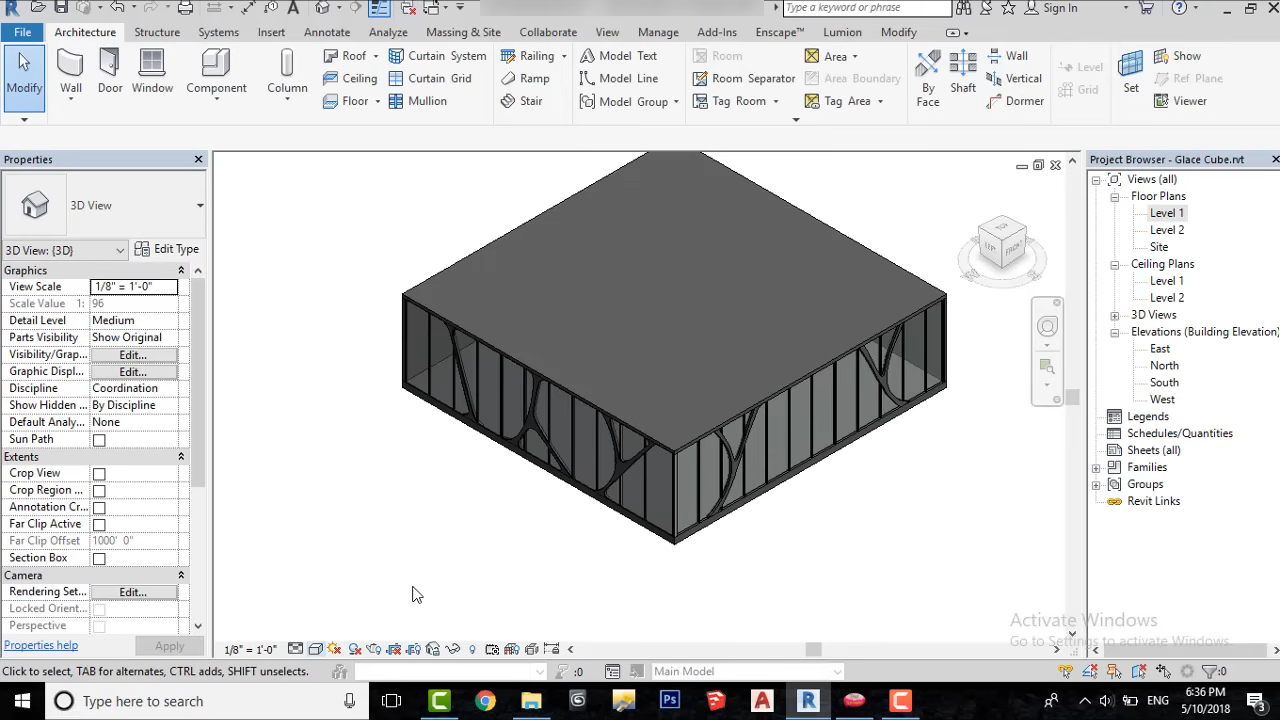 Type a keyword or phrase
Sign In
File
Architecture
Structure
Systems
Insert
Annotate
Analyze
Massing & Site
Collaborate
View
Manage
Add-Ins
Enscape™
Lumion
Modify
Modify
Wall
Door
Window
Component
Column
Roof
Ceiling
Floor
Curtain System
Curtain Grid
Mullion
Railing
Ramp
Stair
Model Text
Model Line
Model Group
Room
Room Separator
Tag Room
Area
Area Boundary
Tag Area
By
Face
Shaft
Wall
Vertical
Dormer
Level
Grid
Set
Show
Ref Plane
Viewer
Properties
3D View
3D View: {3D}
Edit Type
Graphics
View Scale 1/8" = 1'-0"
Scale Value 1: 96
Detail Level Medium
Parts Visibility Show Original
Visibility/Grap... Edit...
Graphic Displ... Edit...
Discipline Coordination
Show Hidden ... By Discipline
Default Analy... None
Sun Path
Extents
Crop View
Crop Region ...
Annotation Cr...
Far Clip Active
Far Clip Offset 1000' 0"
Section Box
Camera
Rendering Set... Edit...
Locked Orient...
Perspective
Properties help
Apply
TOP
LEFT
FRONT
Project Browser - Glace Cube.rvt
Views (all)
Floor Plans
Level 1
Level 2
Site
Ceiling Plans
Level 1
Level 2
3D Views
Elevations (Building Elevation)
East
North
South
West
Legends
Schedules/Quantities
Sheets (all)
Families
Groups
Revit Links
Activate Windows
Go to Settings to activate Windows.
1/8" = 1'-0"
Click to select, TAB for alternates, CTRL adds, SHIFT unselects.
:0
Main Model
:0
Type here to search
Ps
ENG
6:36 PM
5/10/2018
3